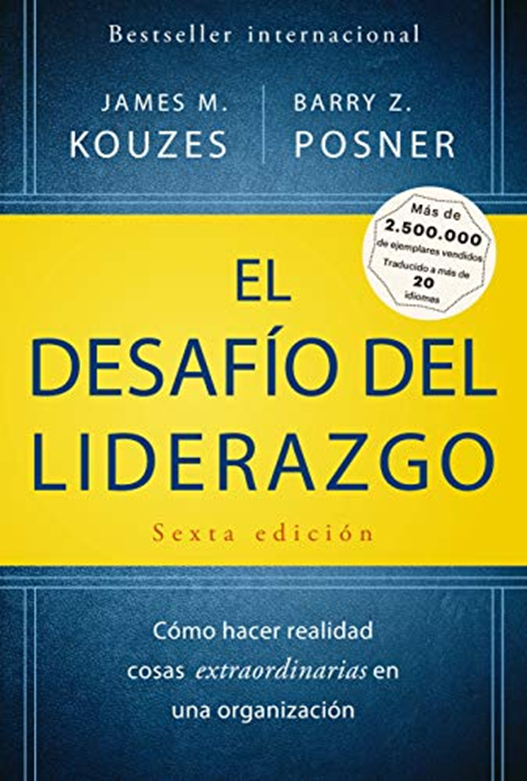 Bestseller internacional
JAMES M.
KOUZES
BARRY Z.
POSNER
Más de
2.500.000
de ejemplares vendidos
Traducido a más de
20
idiomas
EL
DESAFÍO DEL
LIDERAZGO
Sexta edición
Cómo hacer realidad
cosas extraordinarias en
una organización